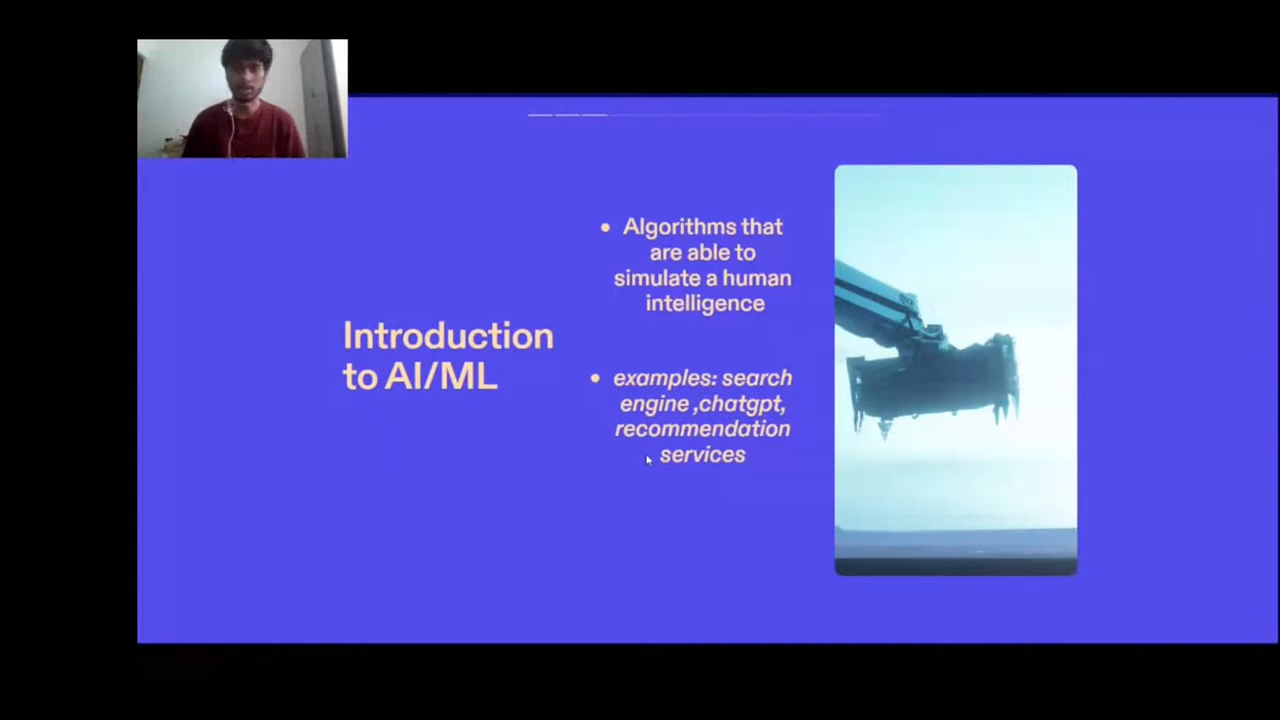 Introduction
to AI/ML
• Algorithms that
are able to
simulate a human
intelligence
• examples: search
engine ,chatgpt,
recommendation
services